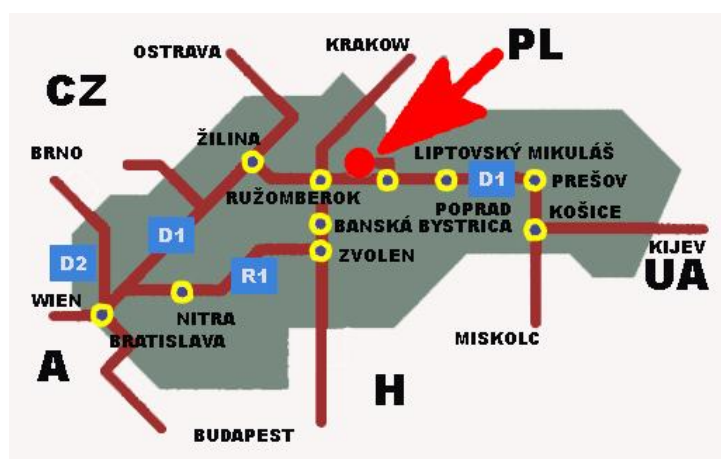 OSTRAVA
KRAKOW
PL
CZ
ŽILINA
BRNO
LIPTOVSKÝ MIKULÁŠ
RUŽOMBEROK
D1
PREŠOV
POPRAD
KOŠICE
BANSKÁ BYSTRICA
D1
ZVOLEN
KIJEV
D2
R1
UA
WIEN
NITRA
BRATISLAVA
MISKOLC
A
H
BUDAPEST